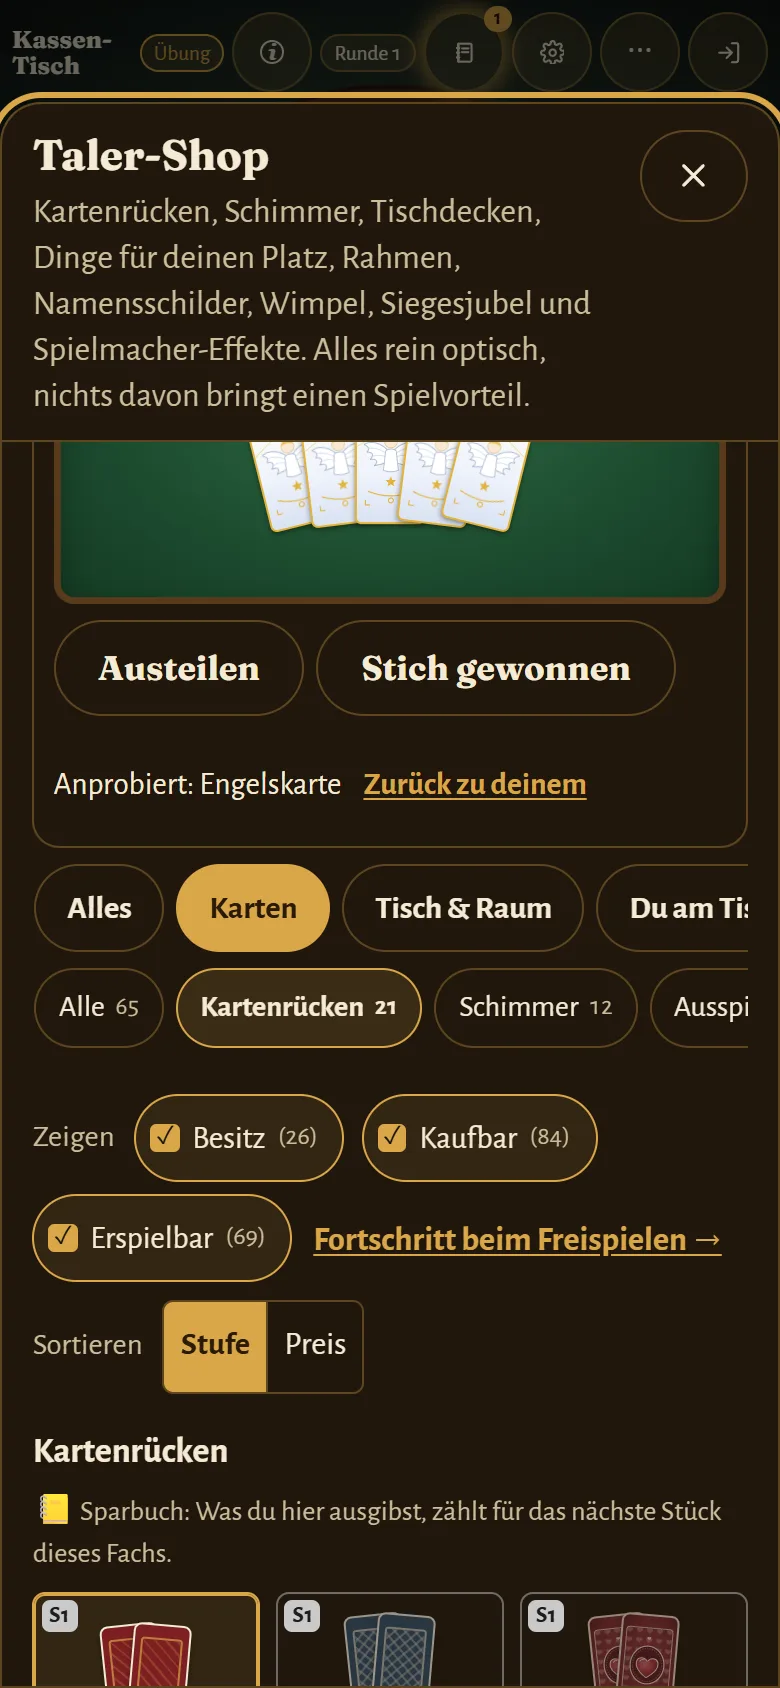 Kassen-
Tisch
Übung
Runde 1
1
Taler-Shop
Kartenrücken, Schimmer, Tischdecken,
Dinge für deinen Platz, Rahmen,
Namensschilder, Wimpel, Siegesjubel und
Spielmacher-Effekte. Alles rein optisch,
nichts davon bringt einen Spielvorteil.
Austeilen
Stich gewonnen
Anprobiert: Engelskarte Zurück zu deinem
Alles
Karten
Tisch & Raum
Du am Tis
Alle 65
Kartenrücken 21
Schimmer 12
Ausspi
Zeigen
Besitz (26)
Kaufbar (84)
Erspielbar (69)
Fortschritt beim Freispielen →
Sortieren
Stufe
Preis
Kartenrücken
Sparbuch: Was du hier ausgibst, zählt für das nächste Stück
dieses Fachs.
S1
S1
S1